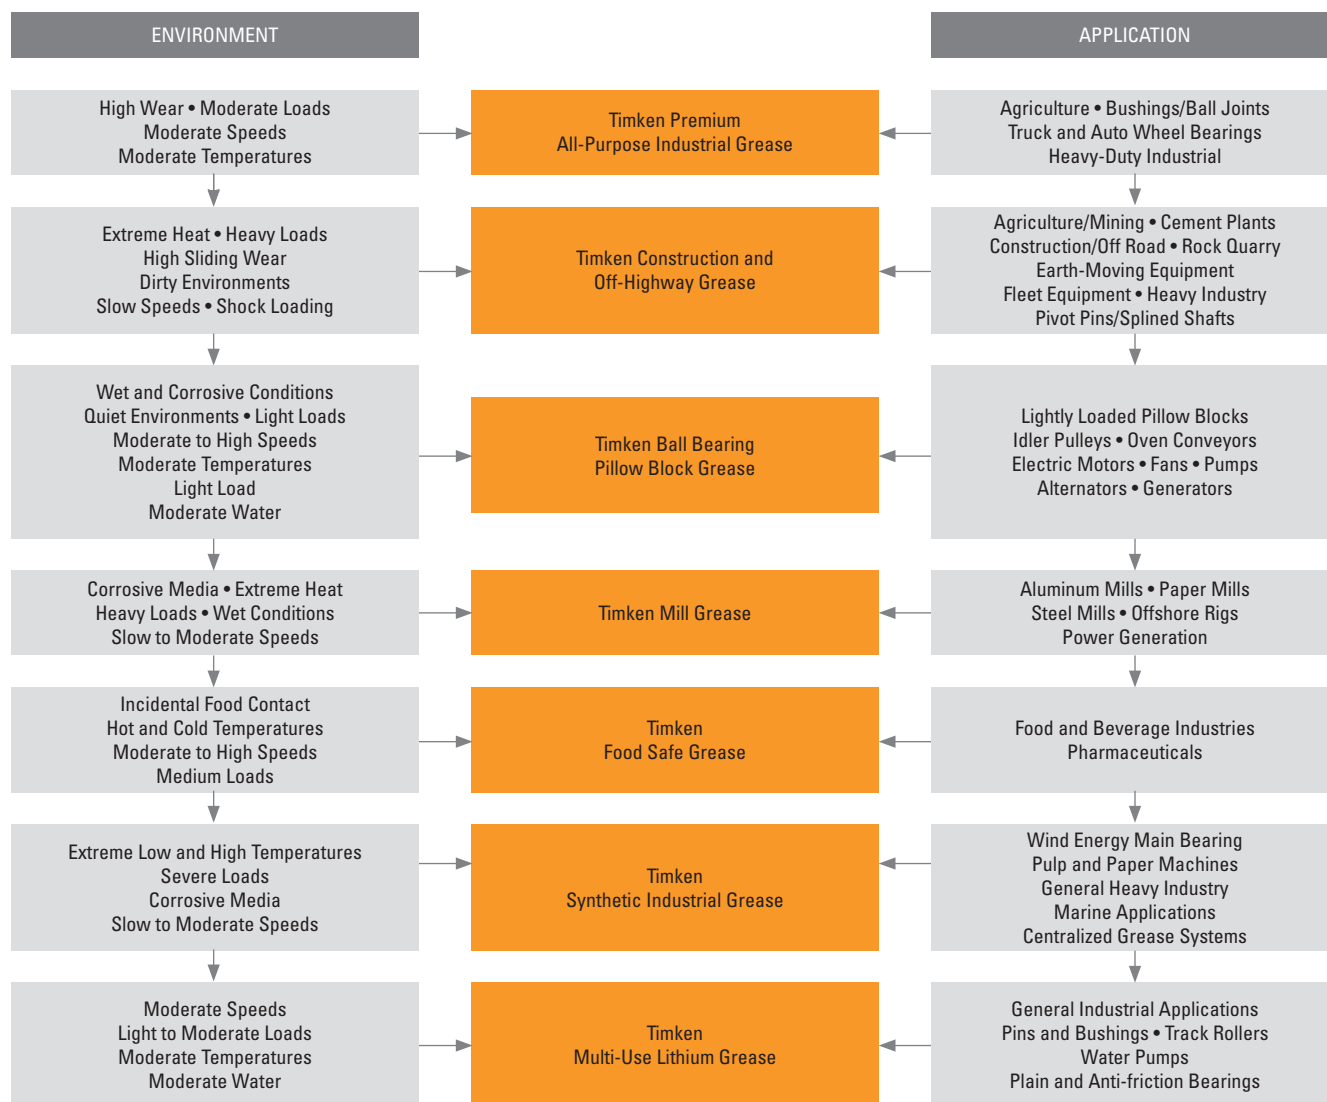 ENVIRONMENT
APPLICATION
High Wear • Moderate Loads
Moderate Speeds
Moderate Temperatures
Timken Premium
All-Purpose Industrial Grease
Agriculture • Bushings/Ball Joints
Truck and Auto Wheel Bearings
Heavy-Duty Industrial
Extreme Heat • Heavy Loads
High Sliding Wear
Dirty Environments
Slow Speeds • Shock Loading
Timken Construction and
Off-Highway Grease
Agriculture/Mining • Cement Plants
Construction/Off Road • Rock Quarry
Earth-Moving Equipment
Fleet Equipment • Heavy Industry
Pivot Pins/Splined Shafts
Wet and Corrosive Conditions
Quiet Environments • Light Loads
Moderate to High Speeds
Moderate Temperatures
Light Load
Moderate Water
Timken Ball Bearing
Pillow Block Grease
Lightly Loaded Pillow Blocks
Idler Pulleys • Oven Conveyors
Electric Motors • Fans • Pumps
Alternators • Generators
Corrosive Media • Extreme Heat
Heavy Loads • Wet Conditions
Slow to Moderate Speeds
Timken Mill Grease
Aluminum Mills • Paper Mills
Steel Mills • Offshore Rigs
Power Generation
Incidental Food Contact
Hot and Cold Temperatures
Moderate to High Speeds
Medium Loads
Timken
Food Safe Grease
Food and Beverage Industries
Pharmaceuticals
Extreme Low and High Temperatures
Severe Loads
Corrosive Media
Slow to Moderate Speeds
Timken
Synthetic Industrial Grease
Wind Energy Main Bearing
Pulp and Paper Machines
General Heavy Industry
Marine Applications
Centralized Grease Systems
Moderate Speeds
Light to Moderate Loads
Moderate Temperatures
Moderate Water
Timken
Multi-Use Lithium Grease
General Industrial Applications
Pins and Bushings • Track Rollers
Water Pumps
Plain and Anti-friction Bearings